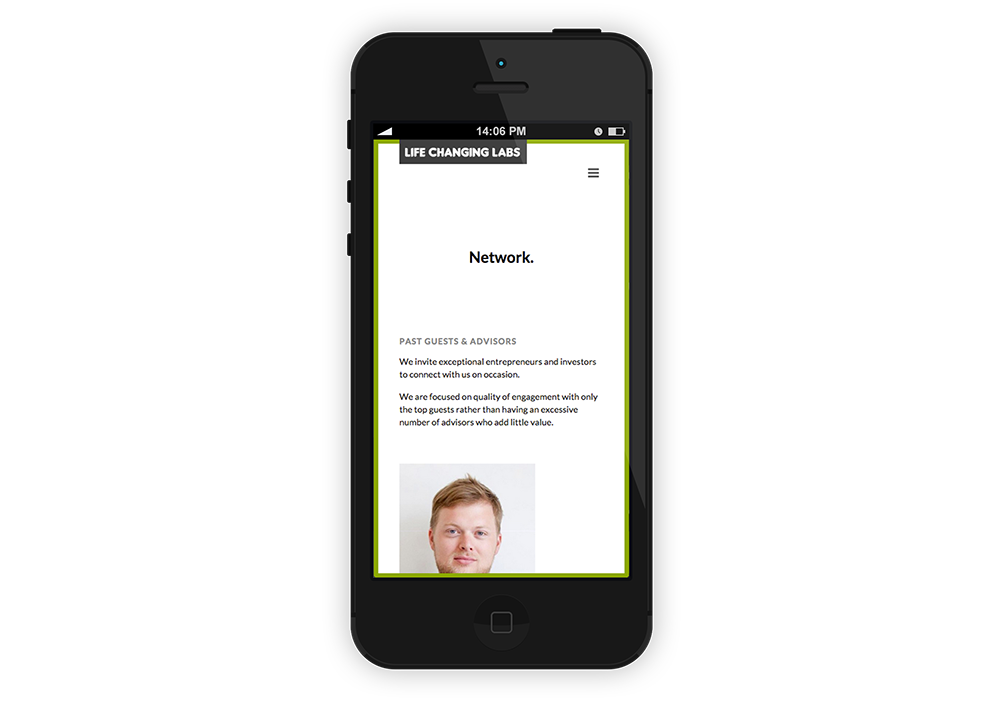 14:06 PM
LIFE CHANGING LABS
Network.
PAST GUESTS & ADVISORS
We invite exceptional entrepreneurs and investors
to connect with us on occasion.
We are focused on quality of engagement with only
the top guests rather than having an excessive
number of advisors who add little value.